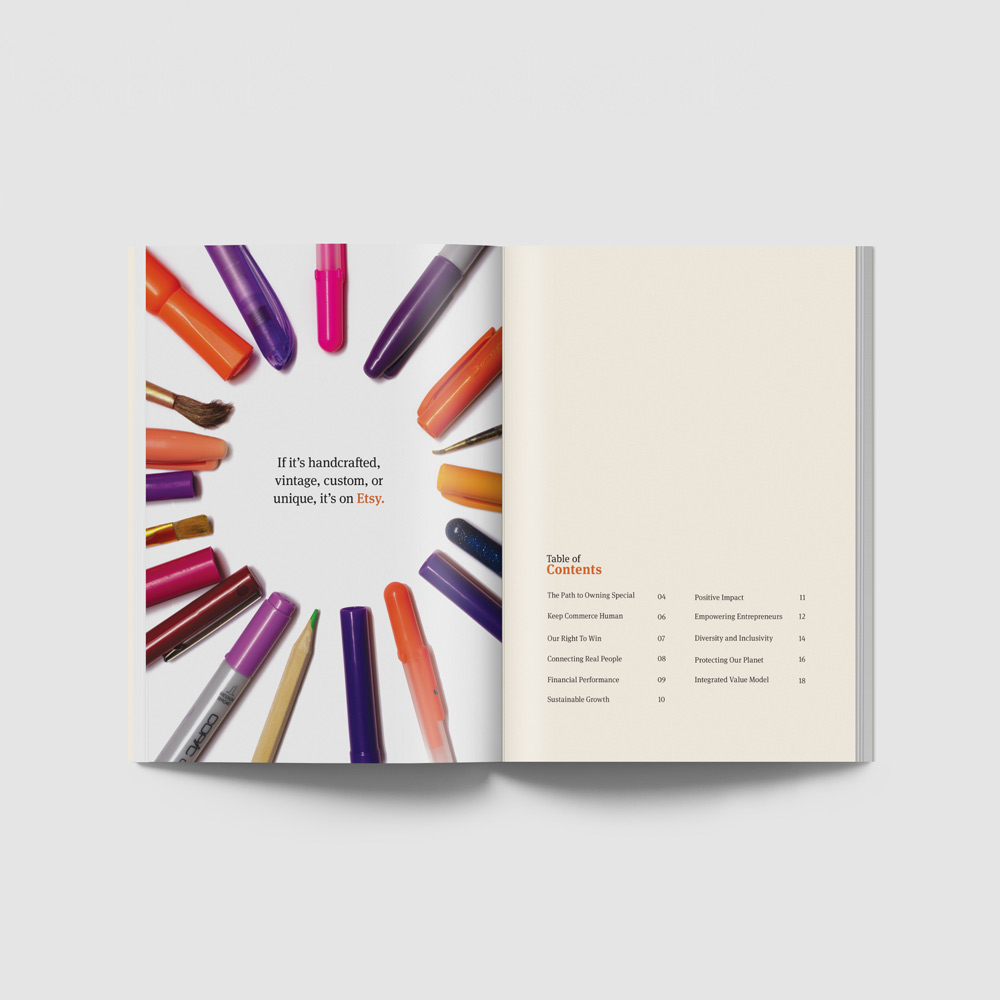 If it's handcrafted,
vintage, custom, or
unique, it's on Etsy.
COPIC
Table of
Contents
The Path to Owning Special 04
Keep Commerce Human 06
Our Right To Win 07
Connecting Real People 08
Financial Performance 09
Sustainable Growth 10
Positive Impact 11
Empowering Entrepreneurs 12
Diversity and Inclusivity 14
Protecting Our Planet 16
Integrated Value Model 18